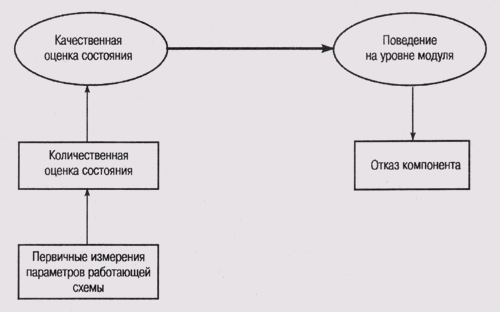 Качественная
оценка состояния
Поведение
на уровне модуля
Количественная
оценка состояния
Отказ компонента
Первичные измерения
параметров работающей
схемы